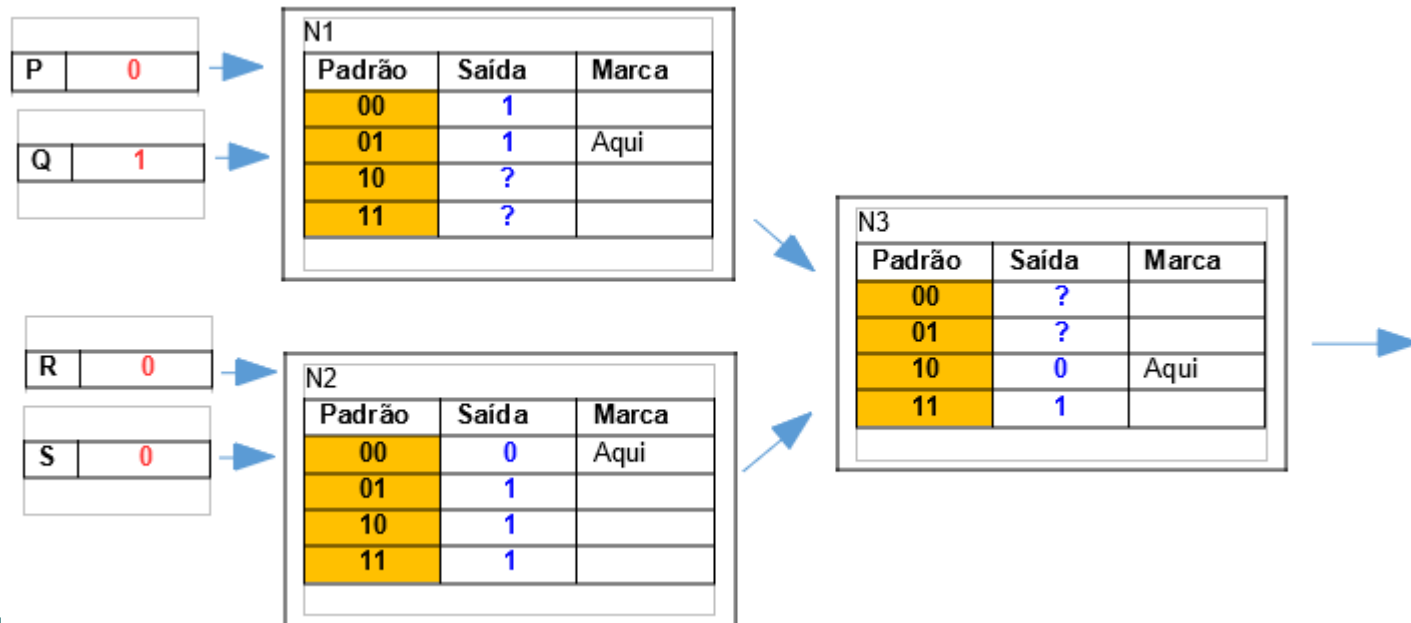 P 0
Q 1
N1
Padrão Saída Marca
00 1
01 1 Aqui
10 ?
11 ?
R 0
S 0
N2
Padrão Saída Marca
00 0 Aqui
01 1
10 1
11 1
N3
Padrão Saída Marca
00 ?
01 ?
10 0 Aqui
11 1